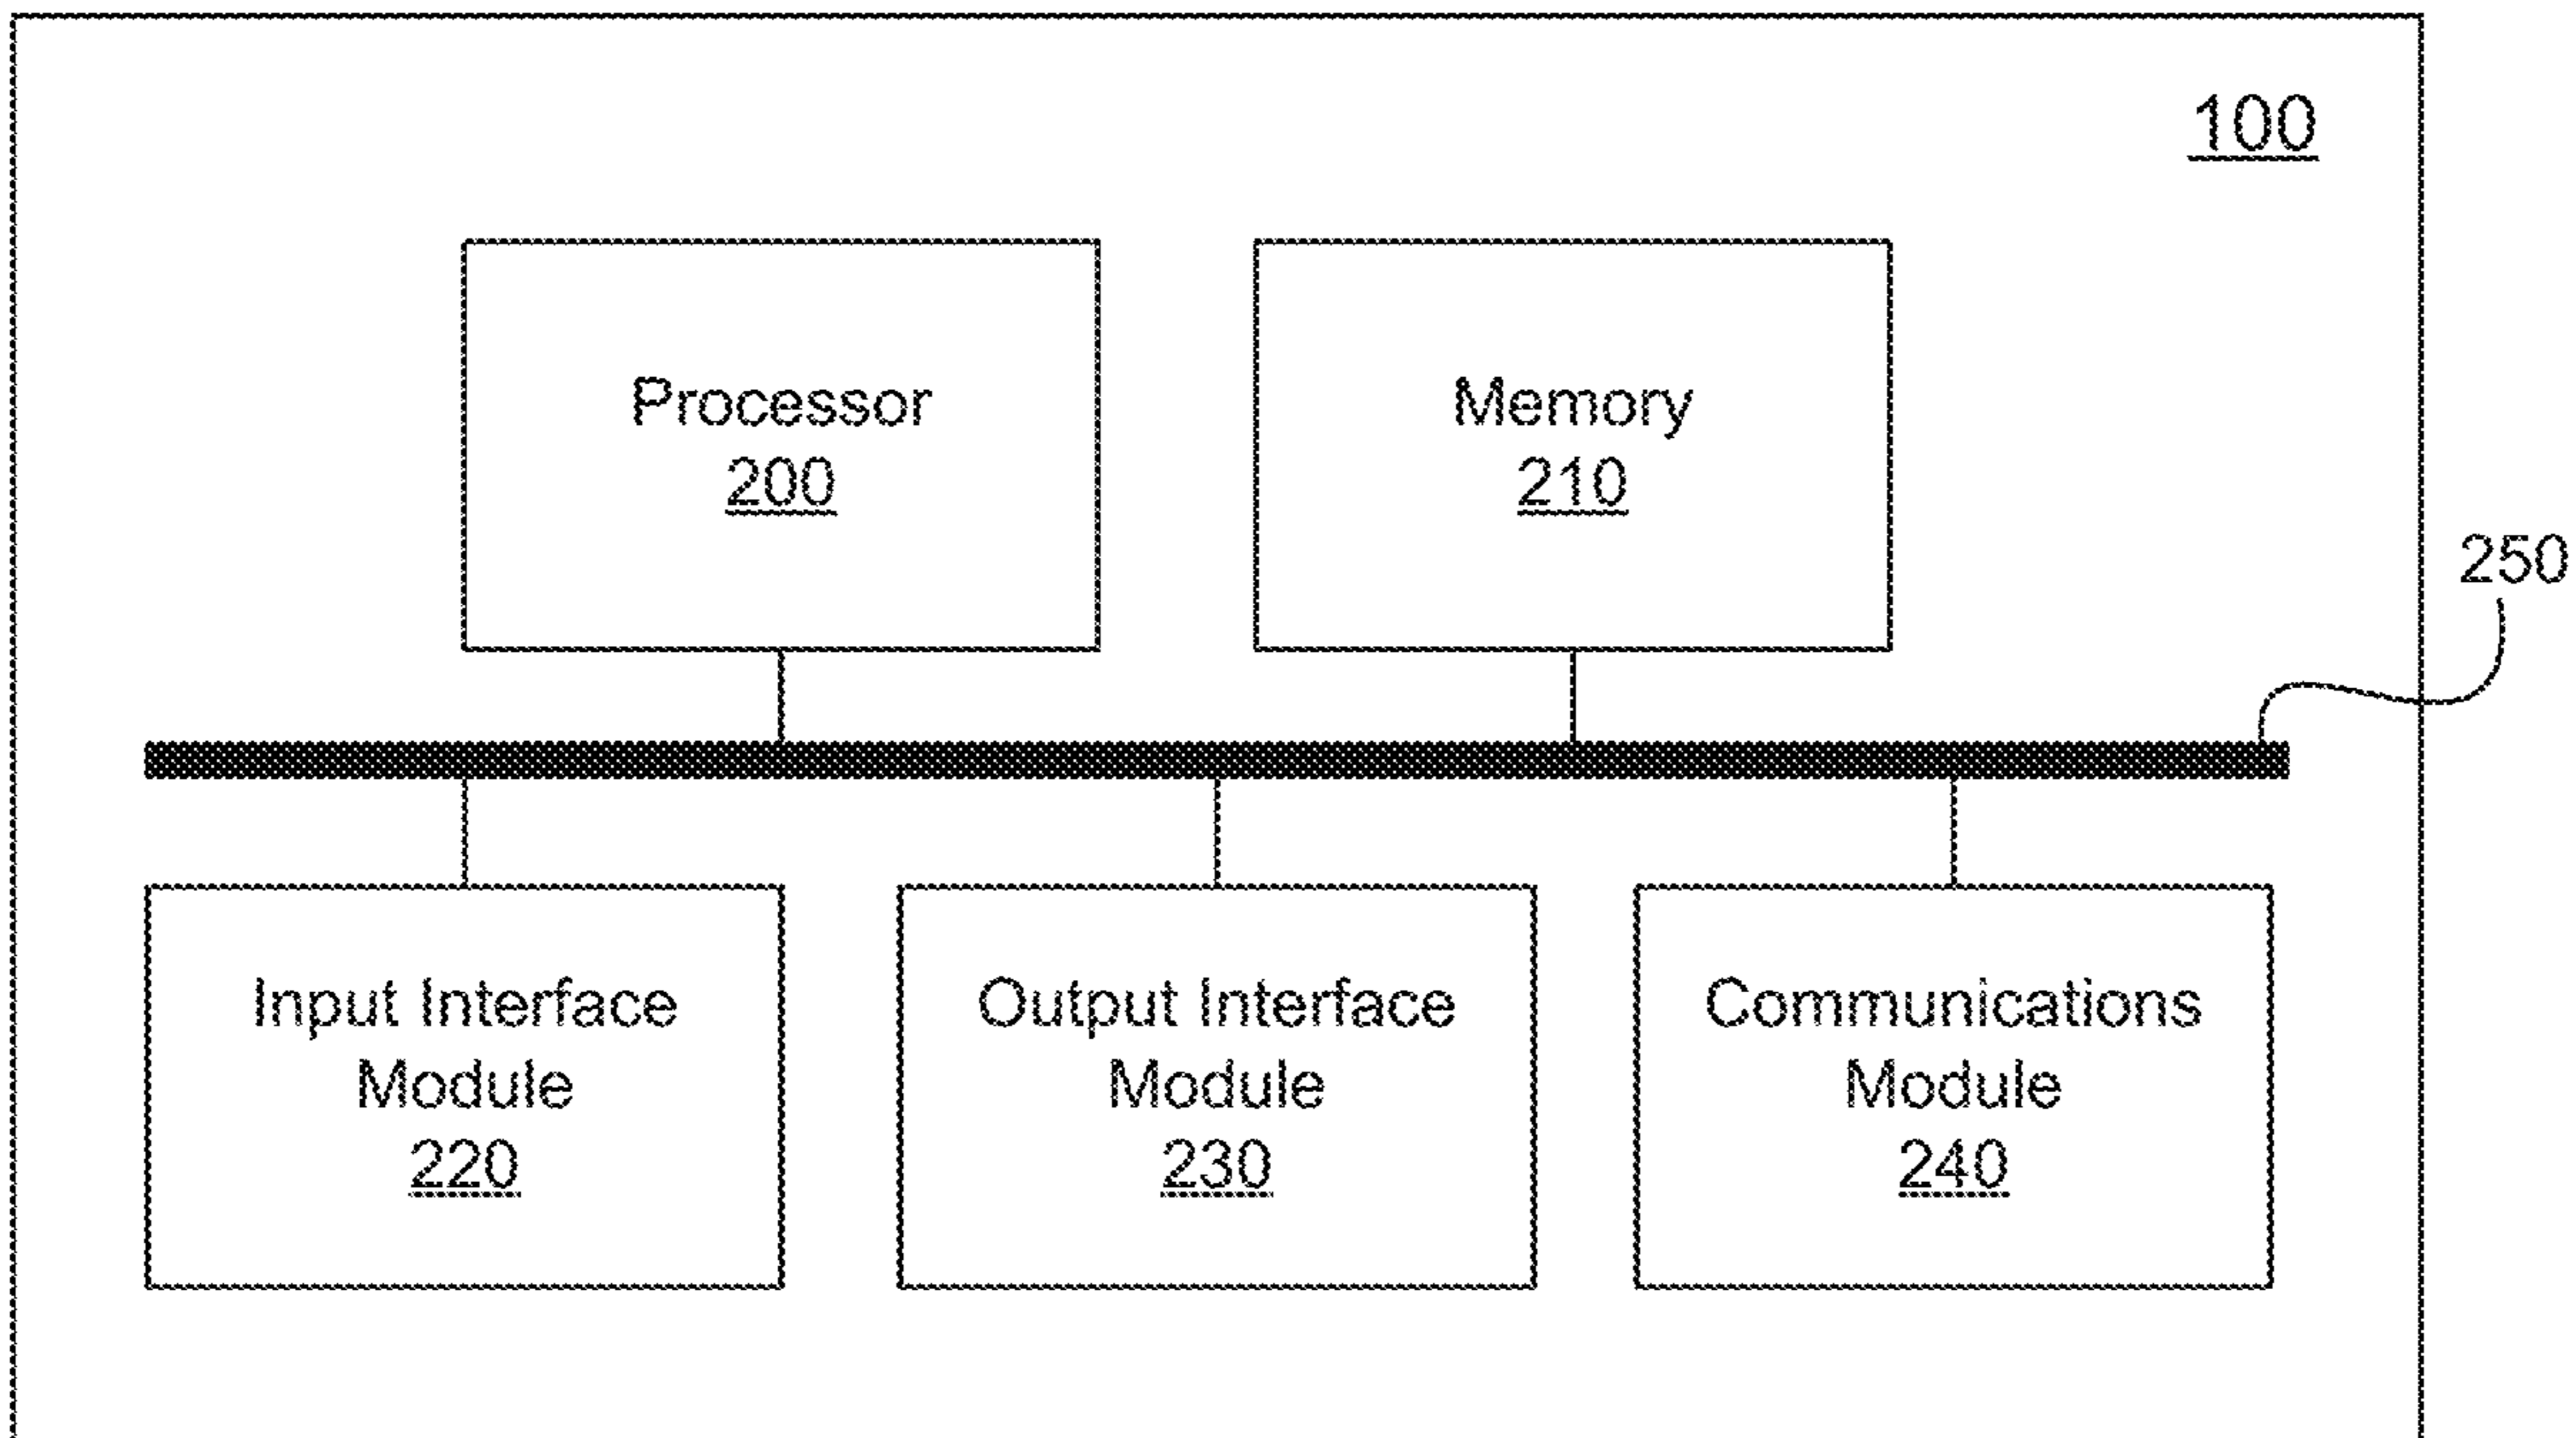 100
Processor
200
Memory
210
250
Input Interface
Module
220
Output Interface
Module
230
Communications
Module
240